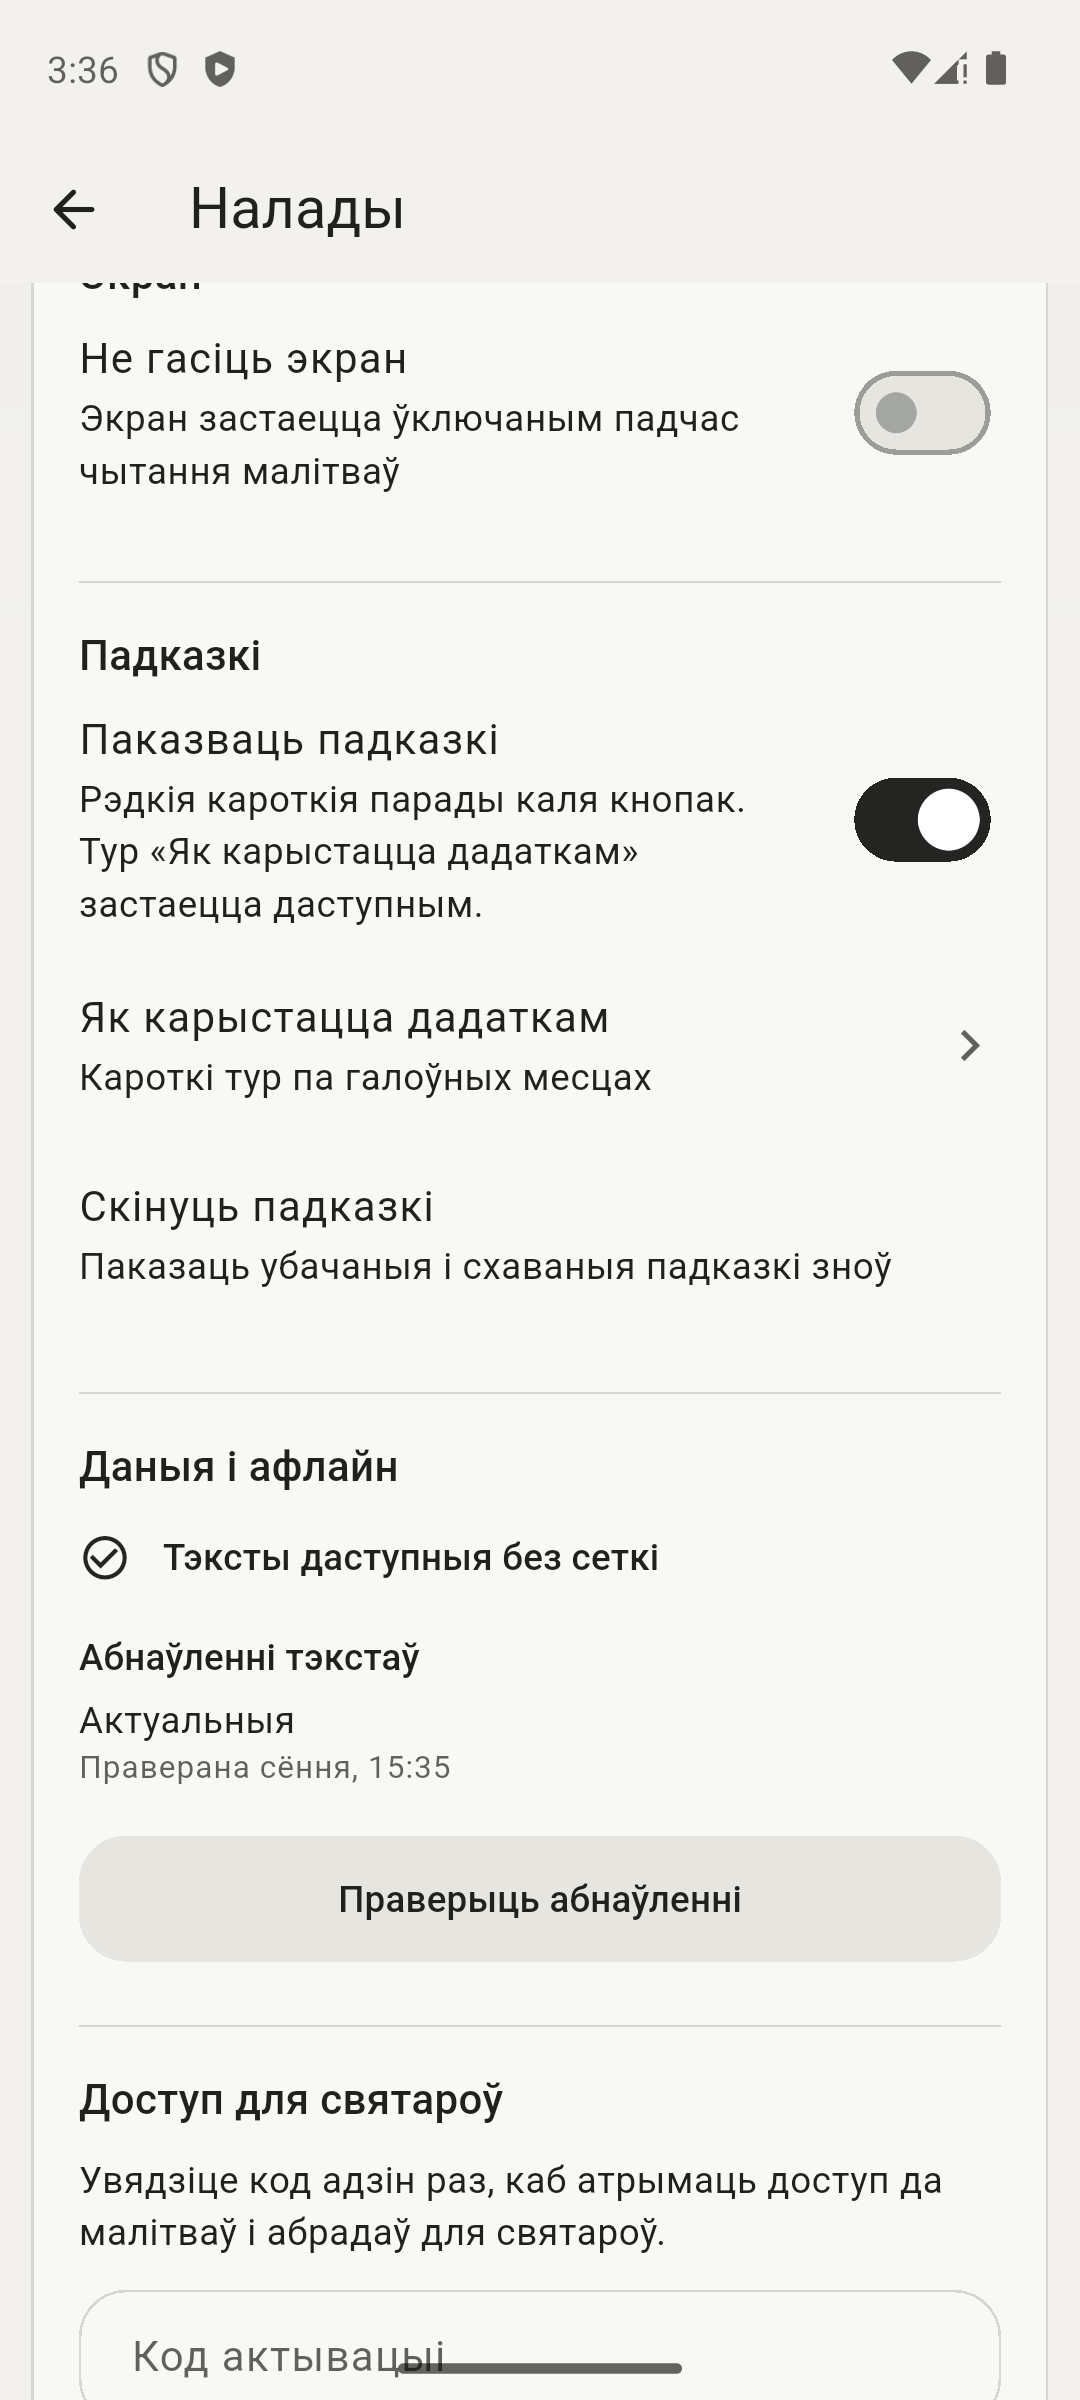 3:36
Налады
Экран
Не гасіць экран
Экран застаецца ўключаным падчас
чытання малітваў
Падказкі
Паказваць падказкі
Рэдкія кароткія парады каля кнопак.
Тур «Як карыстацца дадаткам»
застаецца даступным.
Як карыстацца дадаткам
Кароткі тур па галоўных месцах
Скінуць падказкі
Паказаць убачаныя і схаваныя падказкі зноў
Даныя і афлайн
Тэксты даступныя без сеткі
Абнаўленні тэкстаў
Актуальныя
Праверана сёння, 15:35
Праверыць абнаўленні
Доступ для святароў
Увядзіце код адзін раз, каб атрымаць доступ да
малітваў і абрадаў для святароў.
Код актывацыі